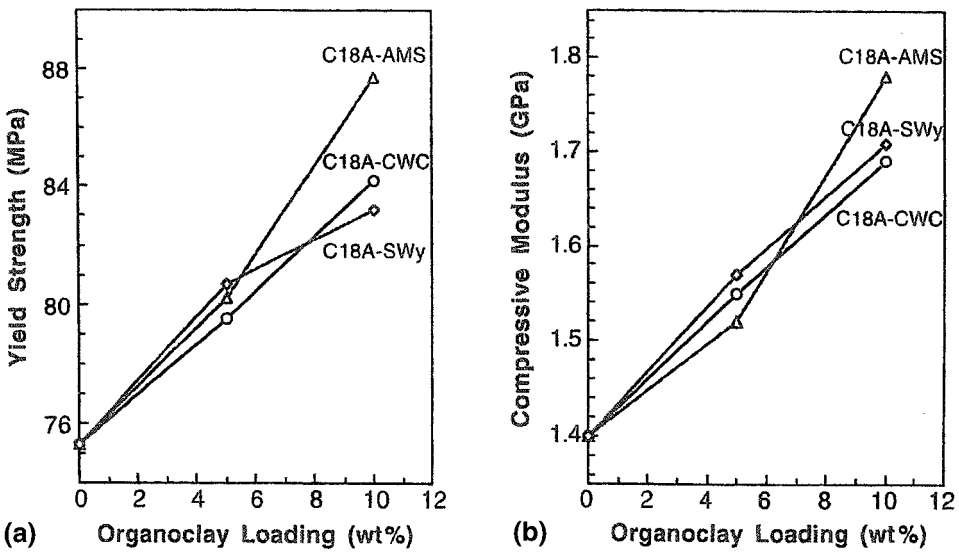 C18A-AMS
88
C18A-CWC
84
C18A-SWy
80
76
Yield Strength (MPa)
0 2 4 6 8 10 12
(a) Organoclay Loading (wt%)
1.8
C18A-AMS
C18A-SWy
1.7
C18A-CWC
1.6
1.5
1.4
Compressive Modulus (GPa)
0 2 4 6 8 10 12
(b) Organoclay Loading (wt%)